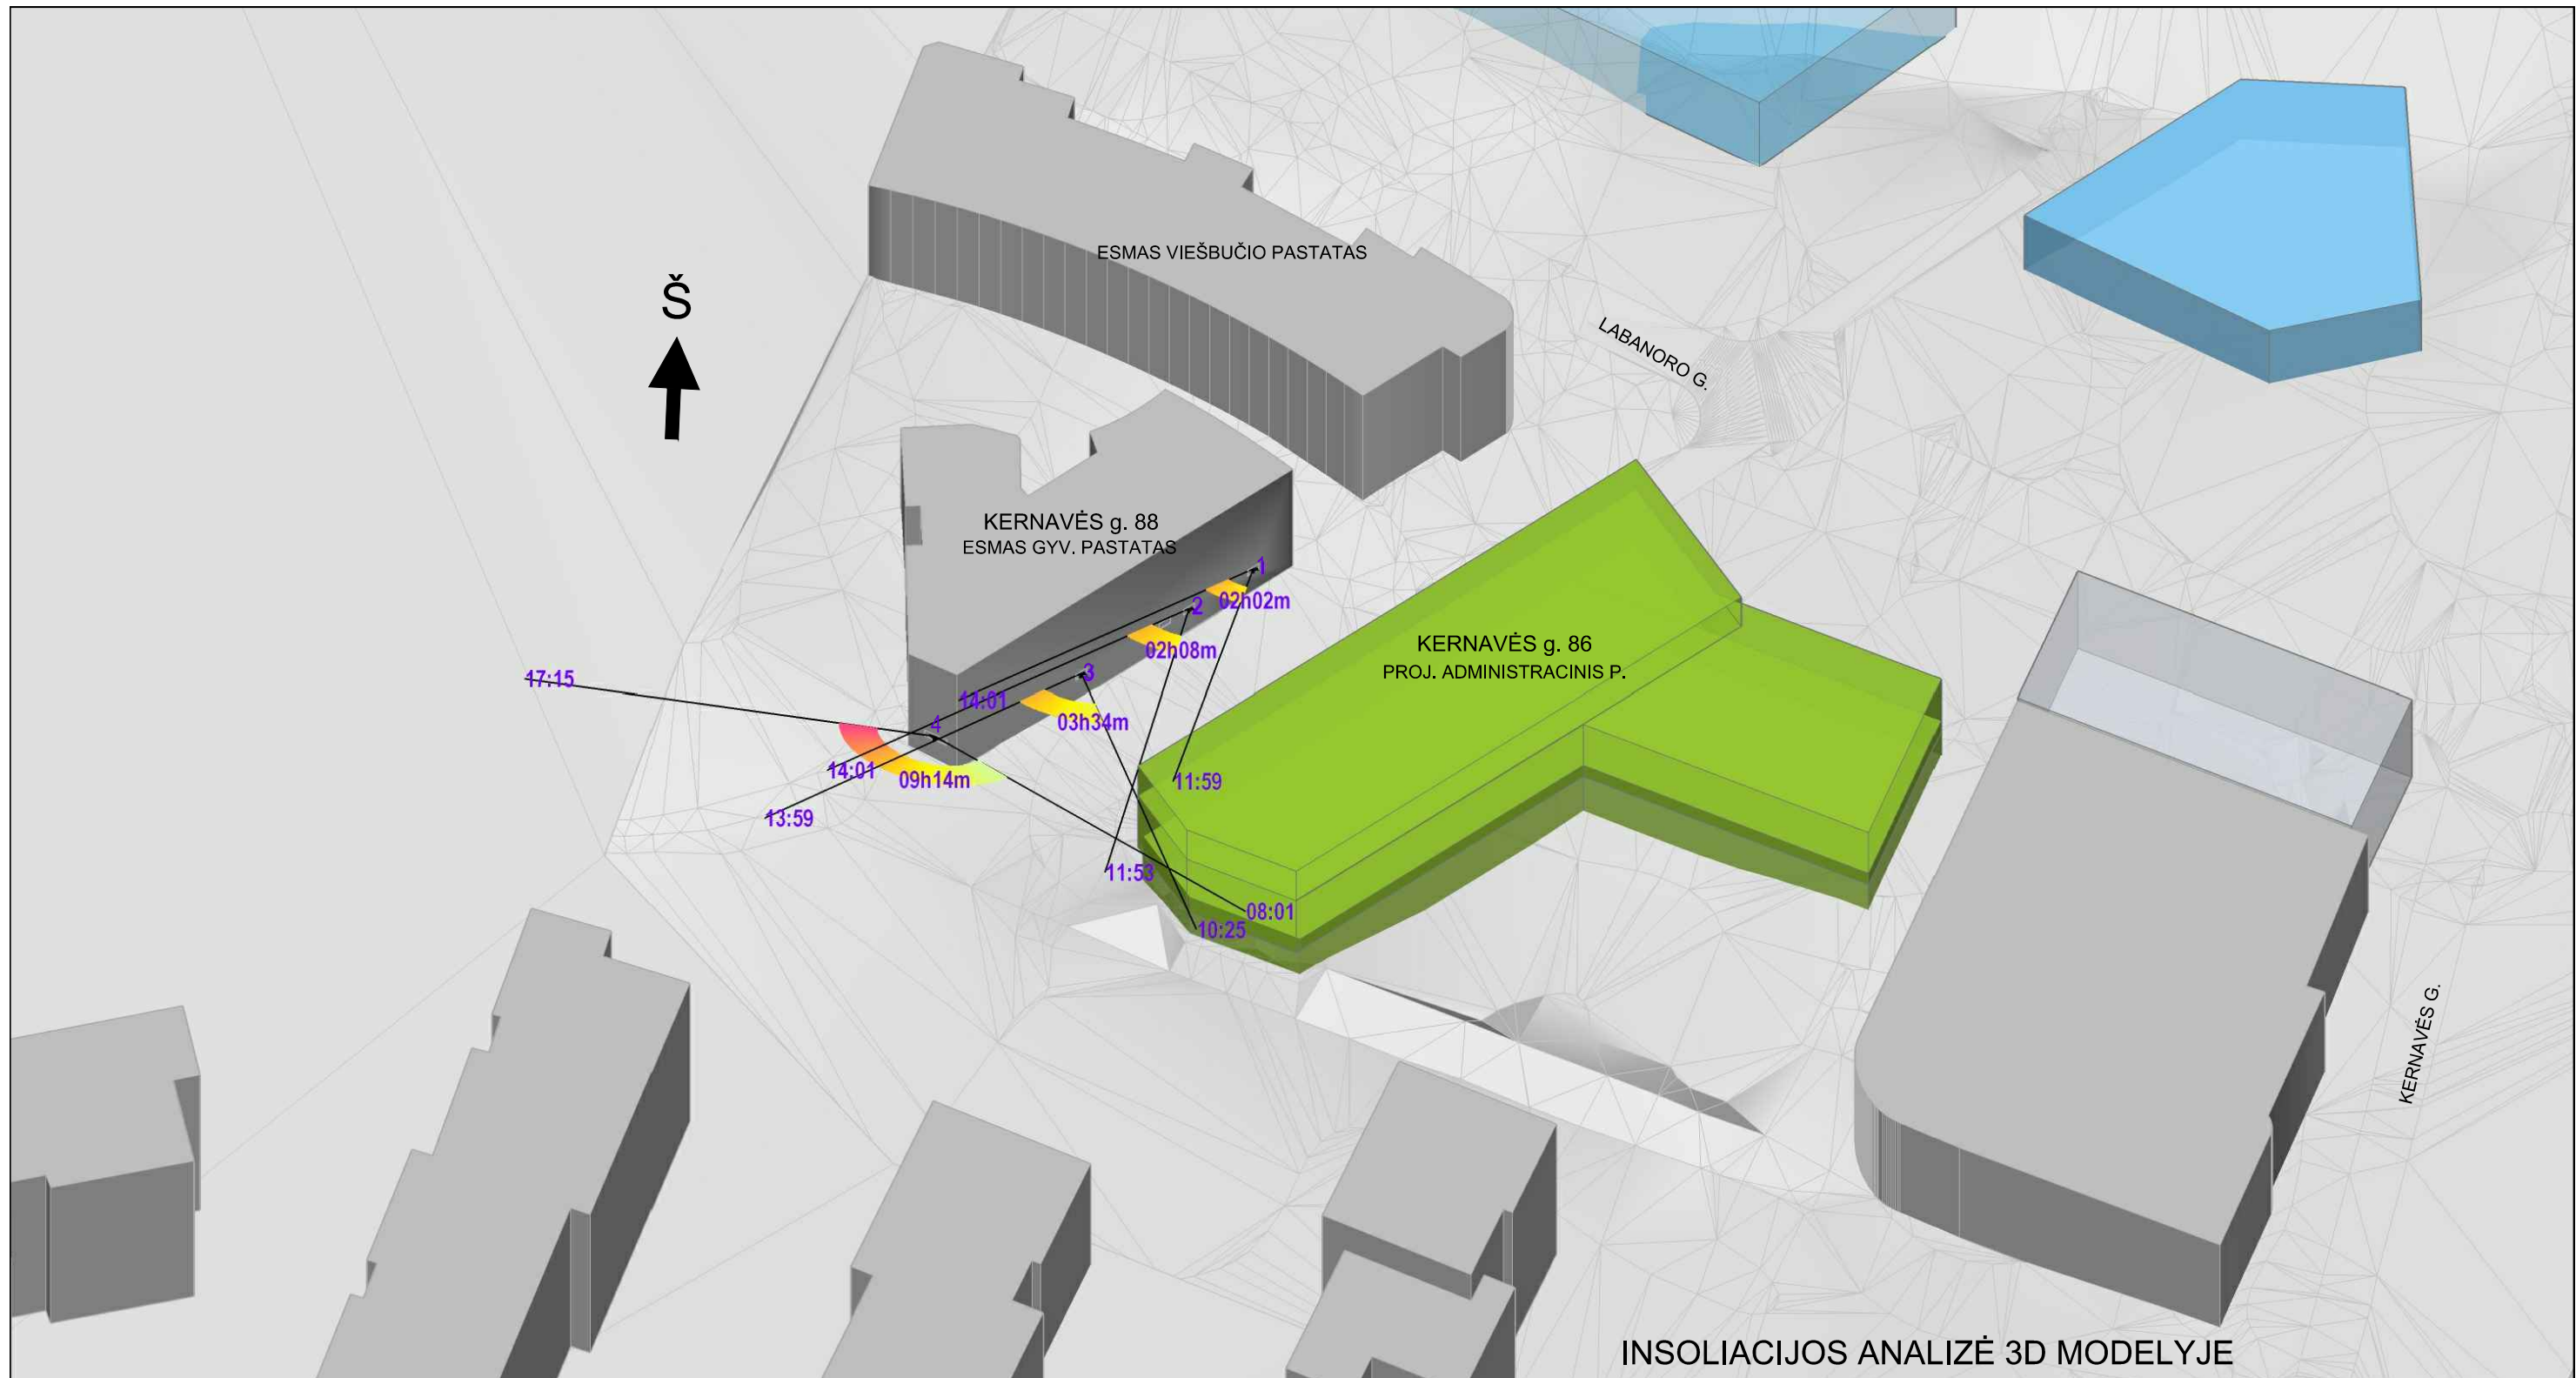 ESMAS VIEŠBUČIO PASTATAS
Š
LABANORO G.
KERNAVĖS g. 88
ESMAS GYV. PASTATAS
1
02h02m
2
02h08m
KERNAVĖS g. 86
PROJ. ADMINISTRACINIS P.
3
17:15
14:01
03h34m
4
14:01
09h14m
11:59
13:59
11:53
08:01
10:25
KERNAVĖS G.
INSOLIACIJOS ANALIZĖ 3D MODELYJE